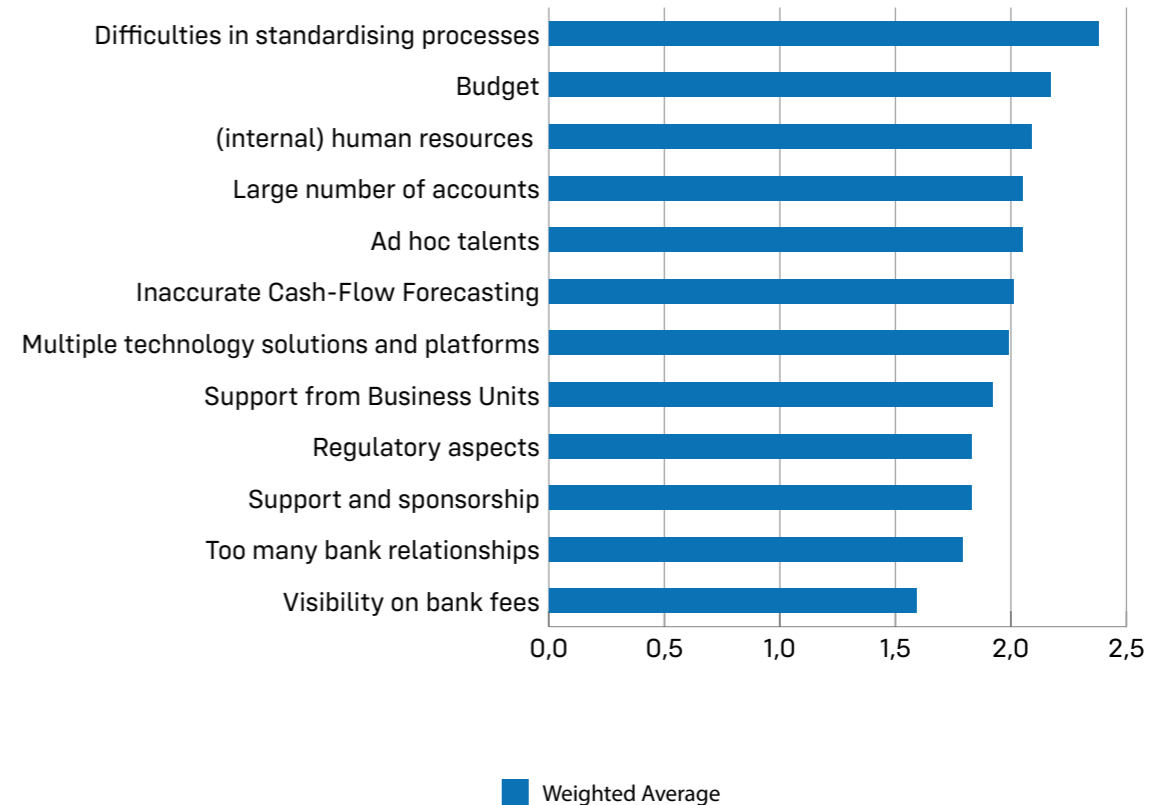 Difficulties in standardising processes
Budget
(internal) human resources
Large number of accounts
Ad hoc talents
Inaccurate Cash-Flow Forecasting
Multiple technology solutions and platforms
Support from Business Units
Regulatory aspects
Support and sponsorship
Too many bank relationships
Visibility on bank fees
0,0 0,5 1,0 1,5 2,0 2,5
Weighted Average